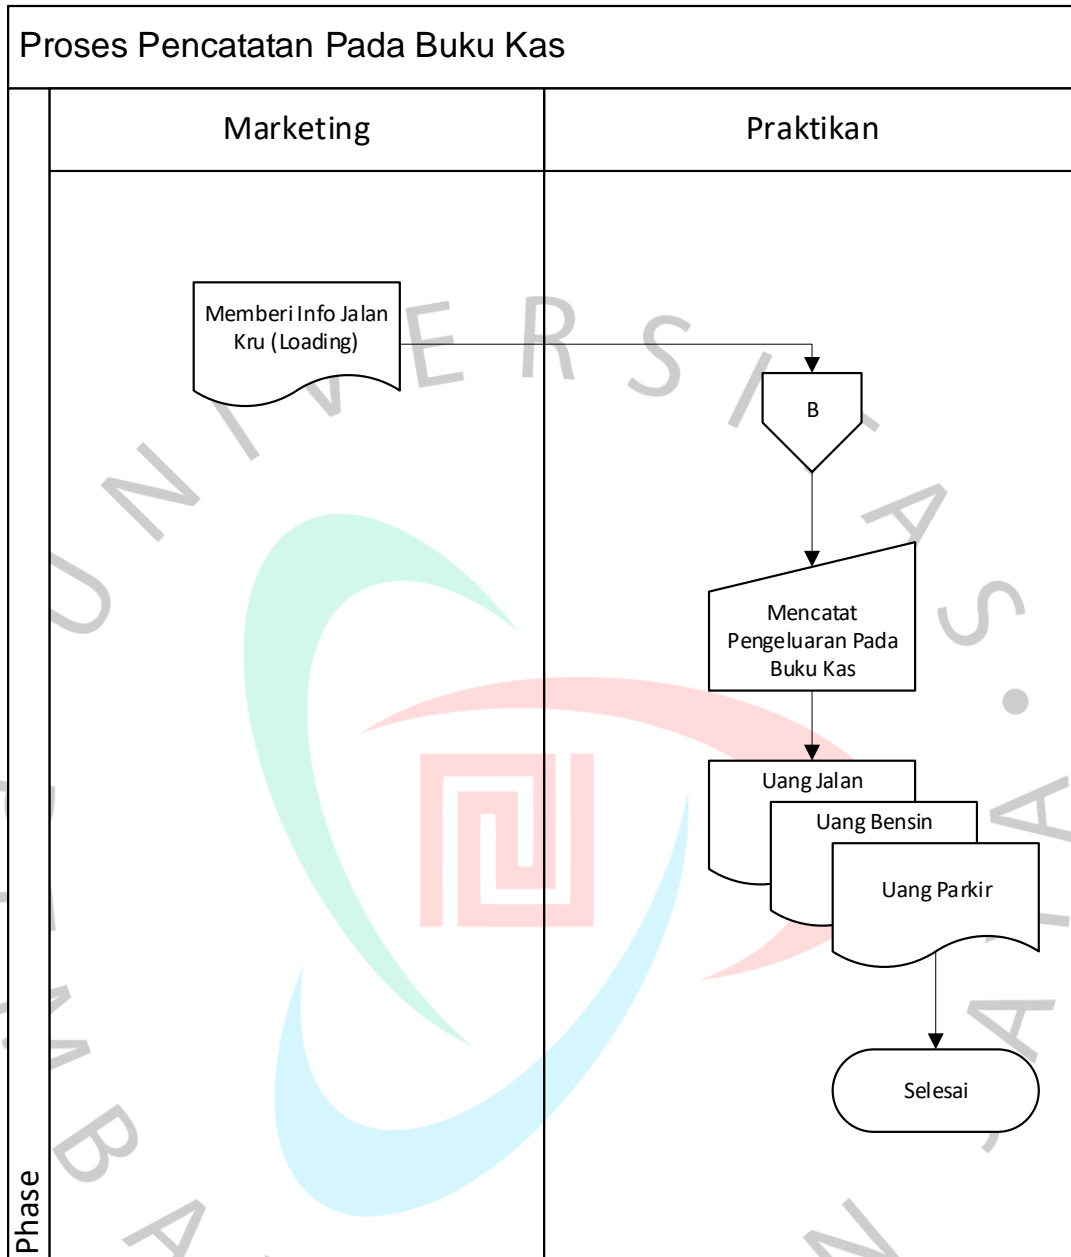 Proses Pencatatan Pada Buku Kas
Marketing
Praktikan
Memberi Info Jalan
Kru (Loading)
B
Mencatat
Pengeluaran Pada
Buku Kas
Uang Jalan
Uang Bensin
Uang Parkir
Selesai
Phase
UNIVERSITAS